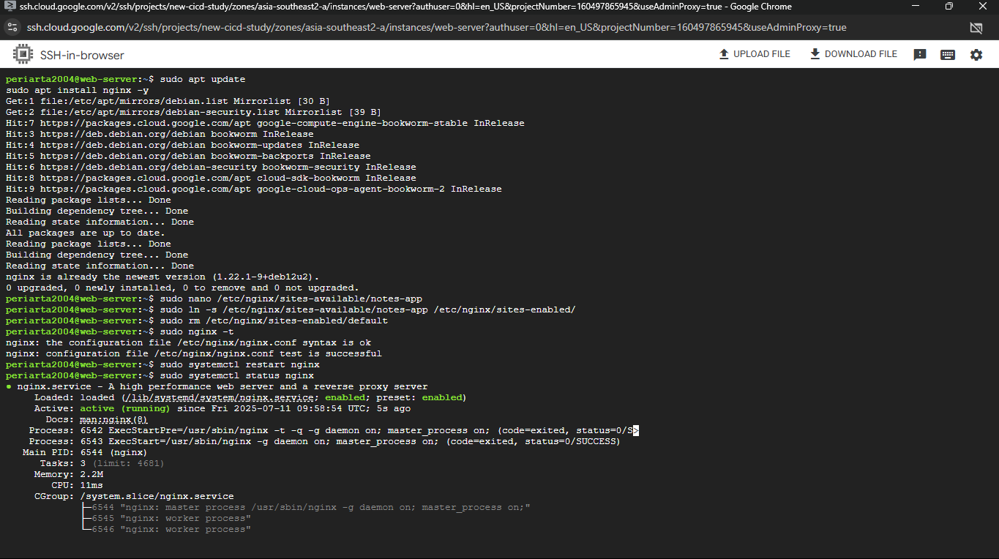 ssh.cloud.google.com/v2/ssh/projects/new-cicd-study/zones/asia-southeast2-a/instances/web-server?authuser=0&hl=en_US&projectNumber=160497865945&useAdminProxy=true - Google Chrome
ssh.cloud.google.com/v2/ssh/projects/new-cicd-study/zones/asia-southeast2-a/instances/web-server?authuser=0&hl=en_US&projectNumber=160497865945&useAdminProxy=true
SSH-in-browser
UPLOAD FILE
DOWNLOAD FILE
periarta2004@web-server:~$ sudo apt update
sudo apt install nginx -y
Get:1 file:/etc/apt/mirrors/debian.list Mirrorlist [30 B]
Get:2 file:/etc/apt/mirrors/debian-security.list Mirrorlist [39 B]
Hit:7 https://packages.cloud.google.com/apt google-compute-engine-bookworm-stable InRelease
Hit:3 https://deb.debian.org/debian bookworm InRelease
Hit:4 https://deb.debian.org/debian bookworm-updates InRelease
Hit:5 https://deb.debian.org/debian bookworm-backports InRelease
Hit:6 https://deb.debian.org/debian-security bookworm-security InRelease
Hit:8 https://packages.cloud.google.com/apt cloud-sdk-bookworm InRelease
Hit:9 https://packages.cloud.google.com/apt google-cloud-ops-agent-bookworm-2 InRelease
Reading package lists... Done
Building dependency tree... Done
Reading state information... Done
All packages are up to date.
Reading package lists... Done
Building dependency tree... Done
Reading state information... Done
nginx is already the newest version (1.22.1-9+deb12u2).
0 upgraded, 0 newly installed, 0 to remove and 0 not upgraded.
periarta2004@web-server:~$ sudo nano /etc/nginx/sites-available/notes-app
periarta2004@web-server:~$ sudo ln -s /etc/nginx/sites-available/notes-app /etc/nginx/sites-enabled/
periarta2004@web-server:~$ sudo rm /etc/nginx/sites-enabled/default
periarta2004@web-server:~$ sudo nginx -t
nginx: the configuration file /etc/nginx/nginx.conf syntax is ok
nginx: configuration file /etc/nginx/nginx.conf test is successful
periarta2004@web-server:~$ sudo systemctl restart nginx
periarta2004@web-server:~$ sudo systemctl status nginx
● nginx.service - A high performance web server and a reverse proxy server
Loaded: loaded (/lib/systemd/system/nginx.service; enabled; preset: enabled)
Active: active (running) since Fri 2025-07-11 09:58:54 UTC; 5s ago
Docs: man:nginx(8)
Process: 6542 ExecStartPre=/usr/sbin/nginx -t -q -g daemon on; master_process on; (code=exited, status=0/S>
Process: 6543 ExecStart=/usr/sbin/nginx -g daemon on; master_process on; (code=exited, status=0/SUCCESS)
Main PID: 6544 (nginx)
Tasks: 3 (limit: 4681)
Memory: 2.2M
CPU: 11ms
CGroup: /system.slice/nginx.service
├─6544 "nginx: master process /usr/sbin/nginx -g daemon on; master_process on;"
├─6545 "nginx: worker process"
└─6546 "nginx: worker process"